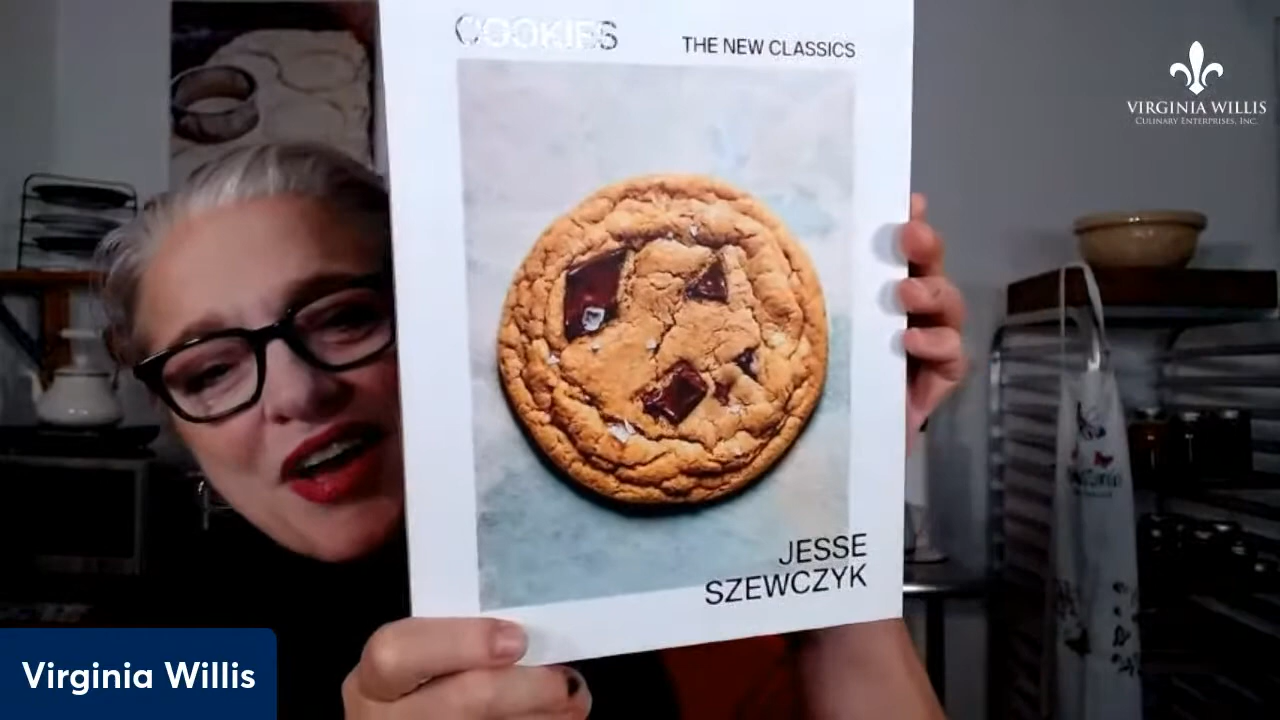 COOKIES
THE NEW CLASSICS
JESSE
SZEWCZYK
VIRGINIA WILLIS
CULINARY ENTERPRISES, INC.
Virginia Willis